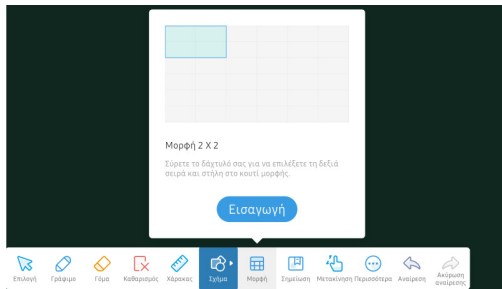 Μορφή 2 X 2
Σύρετε το δάχτυλό σας για να επιλέξετε τη δεξιά
σειρά και στήλη στο κουτί μορφής.
Εισαγωγή
Επιλογή Γράψιμο Γόμα Καθαρισμός Χάρακας Σχήμα Μορφή Σημείωση Μετακίνηση Περισσότερα Αναίρεση Ακύρωση
αναίρεσης